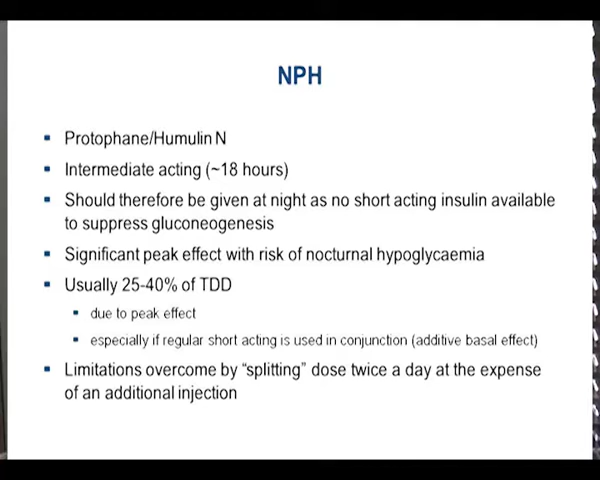 NPH
Protophane/Humulin N
Intermediate acting (~18 hours)
Should therefore be given at night as no short acting insulin available
to suppress gluconeogenesis
Significant peak effect with risk of nocturnal hypoglycaemia
Usually 25-40% of TDD
due to peak effect
especially if regular short acting is used in conjunction (additive basal effect)
Limitations overcome by “splitting” dose twice a day at the expense
of an additional injection